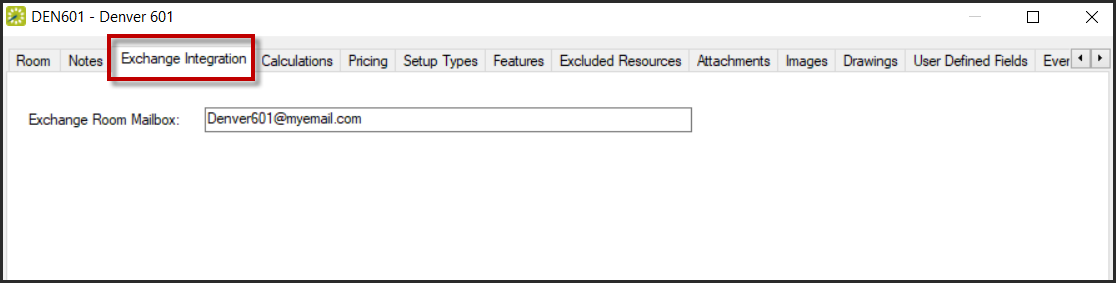 DEN601 - Denver 601
Room Notes Exchange Integration Calculations Pricing Setup Types Features Excluded Resources Attachments Images Drawings User Defined Fields Ever
Exchange Room Mailbox: Denver601@myemail.com